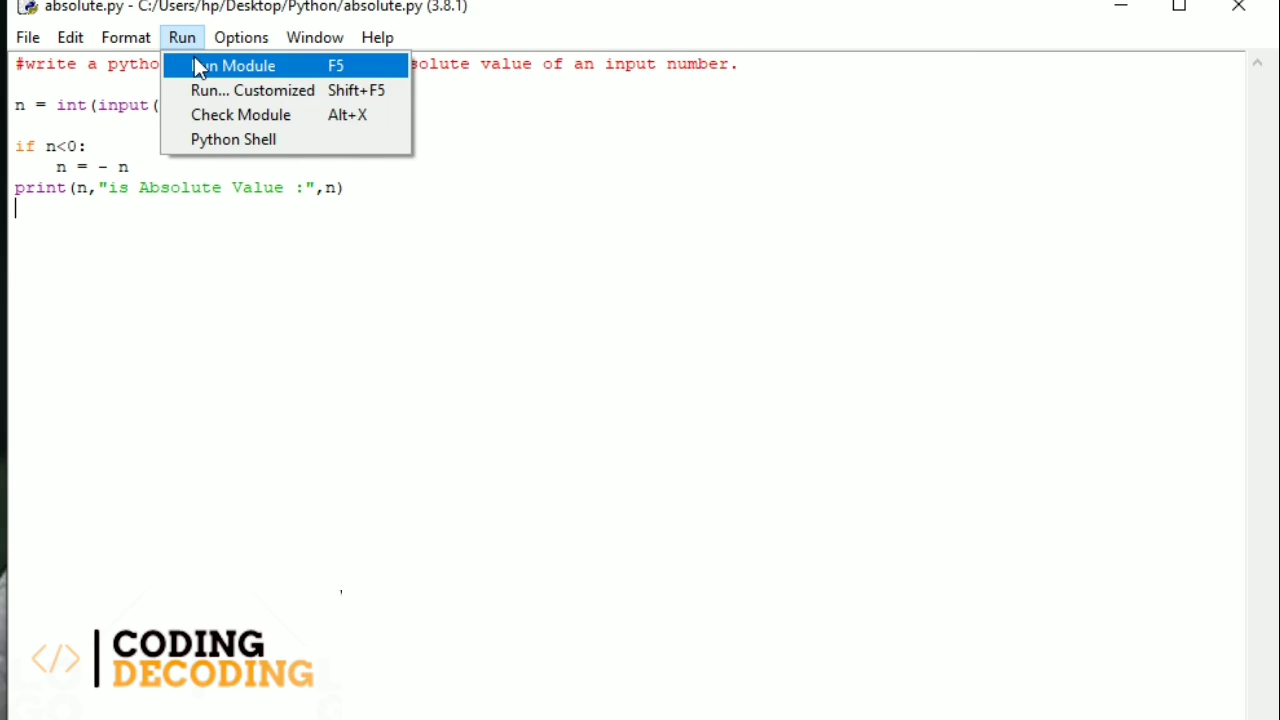 absolute.py - C:/Users/hp/Desktop/Python/absolute.py (3.8.1)
File Edit Format Run Options Window Help
#write a pytho solute value of an input number.
Run Module F5
Run... Customized Shift+F5
n = int(input(
Check Module Alt+X
Python Shell
if n<0:
n = - n
print(n,"is Absolute Value :",n)
</> CODING
DECODING